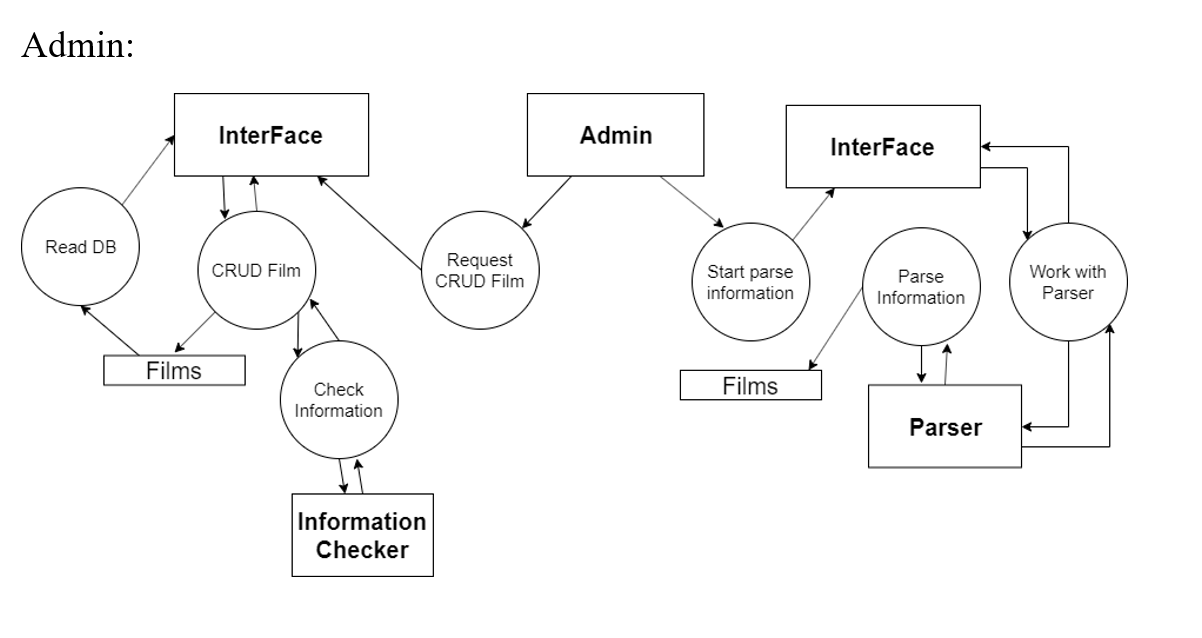 Admin:
InterFace
Admin
InterFace
Read DB
CRUD Film
Request
CRUD Film
Start parse
information
Parse
Information
Work with
Parser
Films
Films
Check
Information
Parser
Information
Checker